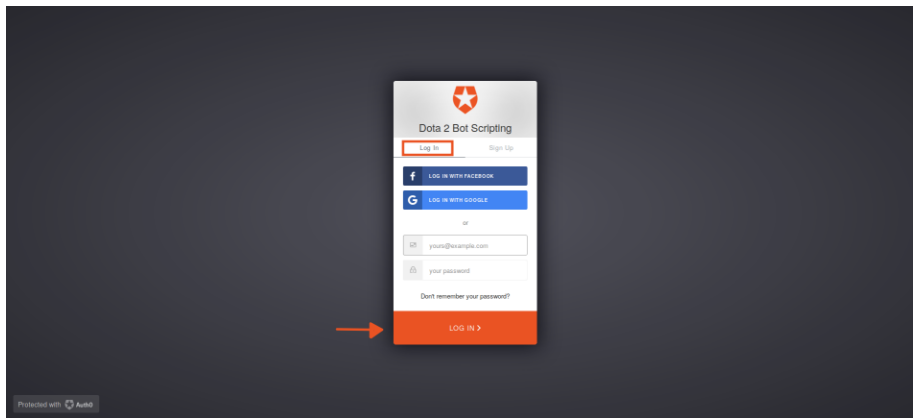 Dota 2 Bot Scripting
Log In
Sign Up
LOG IN WITH FACEBOOK
LOG IN WITH GOOGLE
or
yours@example.com
your password
Don't remember your password?
LOG IN >
Protected with Auth0